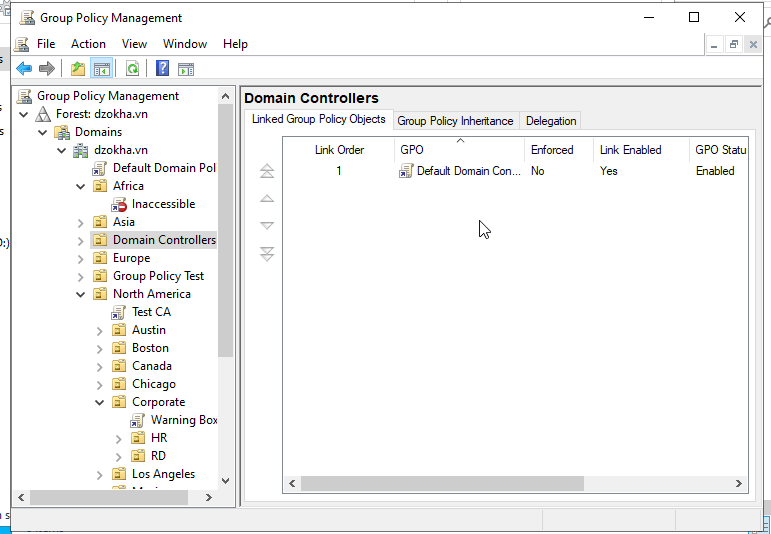 Group Policy Management
File Action View Window Help
Group Policy Management
Forest: dzokha.vn
Domains
dzokha.vn
Default Domain Pol
Africa
Inaccessible
Asia
Domain Controllers
Europe
Group Policy Test
North America
Test CA
Austin
Boston
Canada
Chicago
Corporate
Warning Box
HR
RD
Los Angeles
Domain Controllers
Linked Group Policy Objects Group Policy Inheritance Delegation
Link Order GPO Enforced Link Enabled GPO Statu
1 Default Domain Con... No Yes Enabled